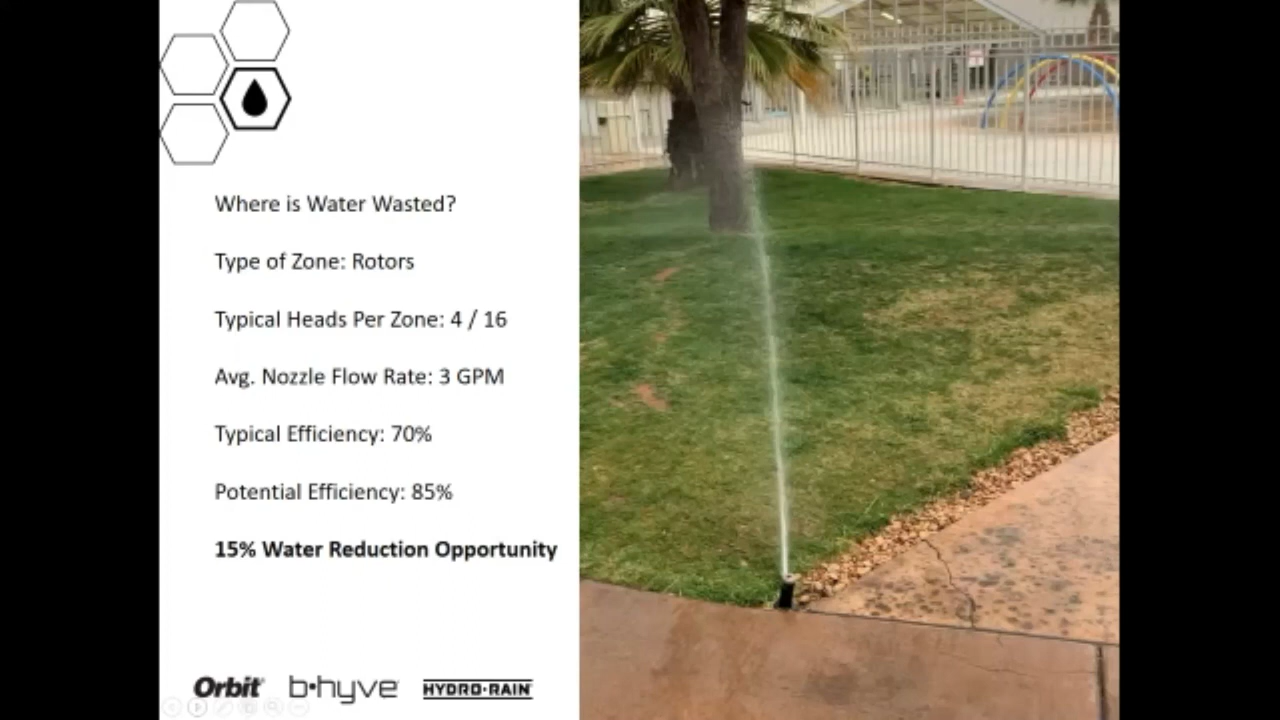 Where is Water Wasted?
Type of Zone: Rotors
Typical Heads Per Zone: 4 / 16
Avg. Nozzle Flow Rate: 3 GPM
Typical Efficiency: 70%
Potential Efficiency: 85%
15% Water Reduction Opportunity
Orbit b•hyve HYDRO•RAIN